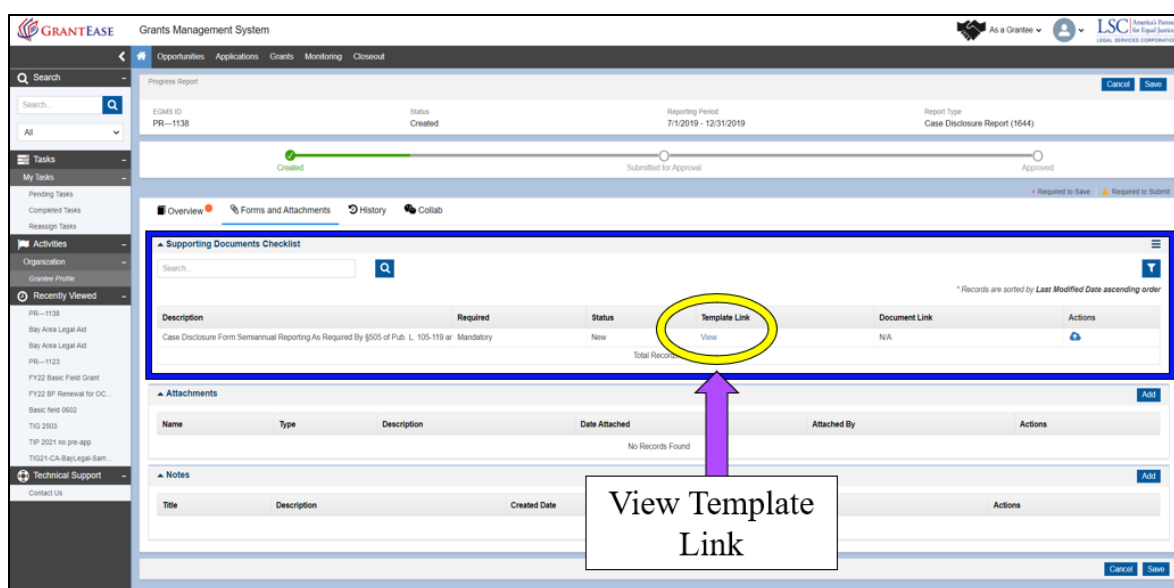 GRANTEASE
Grants Management System
As a Grantee
LSC America's Partner for Equal Justice
LEGAL SERVICES CORPORATION
Opportunities Applications Grants Monitoring Closeout
Search
Search...
All
Tasks
My Tasks
Pending Tasks
Completed Tasks
Reassign Tasks
Activities
Organization
Grantee Profile
Recently Viewed
PR---1138
Bay Area Legal Aid
Bay Area Legal Aid
PR---1123
FY22 Basic Field Grant
FY22 BF Renewal for OC...
Basic field 0602
TIG 2503
TIP 2021 no pre-app
TIG21-CA-BayLegal-Sam...
Technical Support
Contact Us
Progress Report
Cancel Save
EGMS ID Status Reporting Period Report Type
PR---1138 Created 7/1/2019 - 12/31/2019 Case Disclosure Report (1644)
Created Submitted for Approval Approved
Required to Save Required to Submit
Overview Forms and Attachments History Collab
Supporting Documents Checklist
Search...
* Records are sorted by Last Modified Date ascending order
Description Required Status Template Link Document Link Actions
Case Disclosure Form Semiannual Reporting As Required By §505 of Pub. L. 105-119 ar Mandatory New View N/A
Total Records
Attachments Add
Name Type Description Date Attached Attached By Actions
No Records Found
Notes Add
Title Description Created Date Actions
View Template
Link
Cancel Save